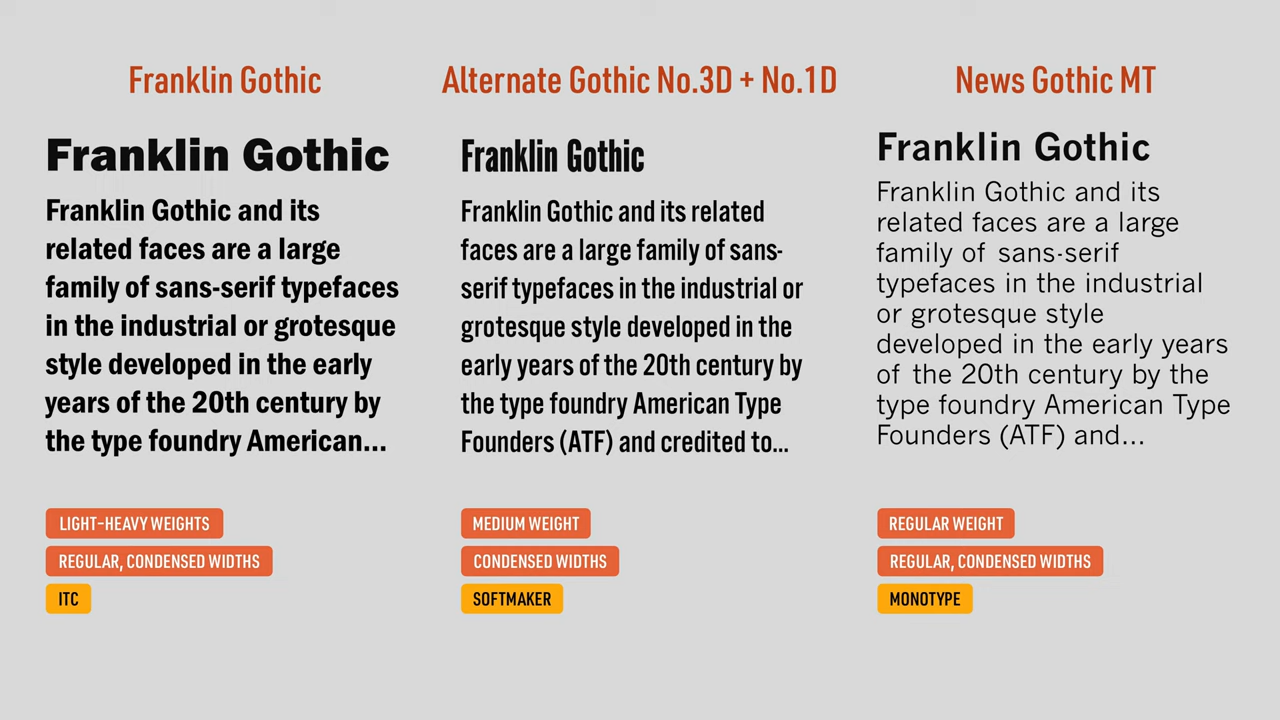 Franklin Gothic
Franklin Gothic
Franklin Gothic and its
related faces are a large
family of sans-serif typefaces
in the industrial or grotesque
style developed in the early
years of the 20th century by
the type foundry American...
LIGHT-HEAVY WEIGHTS
REGULAR, CONDENSED WIDTHS
ITC
Alternate Gothic No.3D + No.1D
Franklin Gothic
Franklin Gothic and its related
faces are a large family of sans-
serif typefaces in the industrial or
grotesque style developed in the
early years of the 20th century by
the type foundry American Type
Founders (ATF) and credited to...
MEDIUM WEIGHT
CONDENSED WIDTHS
SOFTMAKER
News Gothic MT
Franklin Gothic
Franklin Gothic and its
related faces are a large
family of sans-serif
typefaces in the industrial
or grotesque style
developed in the early years
of the 20th century by the
type foundry American Type
Founders (ATF) and...
REGULAR WEIGHT
REGULAR, CONDENSED WIDTHS
MONOTYPE